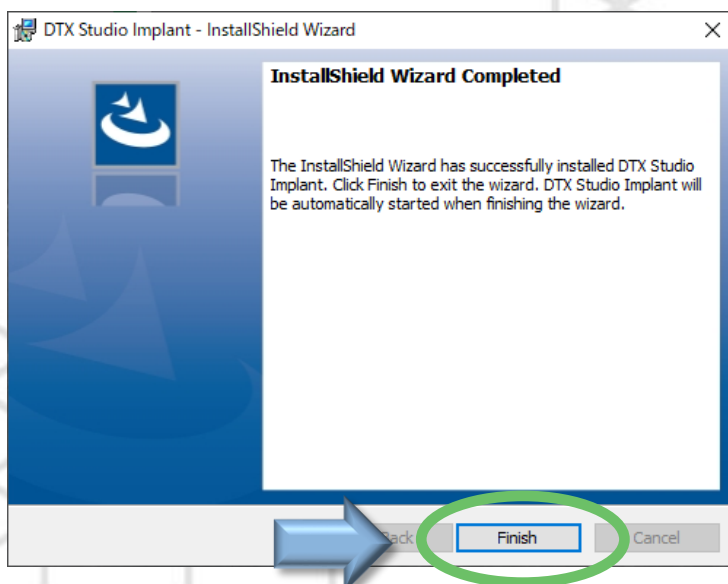 DTX Studio Implant - InstallShield Wizard
InstallShield Wizard Completed
The InstallShield Wizard has successfully installed DTX Studio
Implant. Click Finish to exit the wizard. DTX Studio Implant will
be automatically started when finishing the wizard.
Finish
Cancel